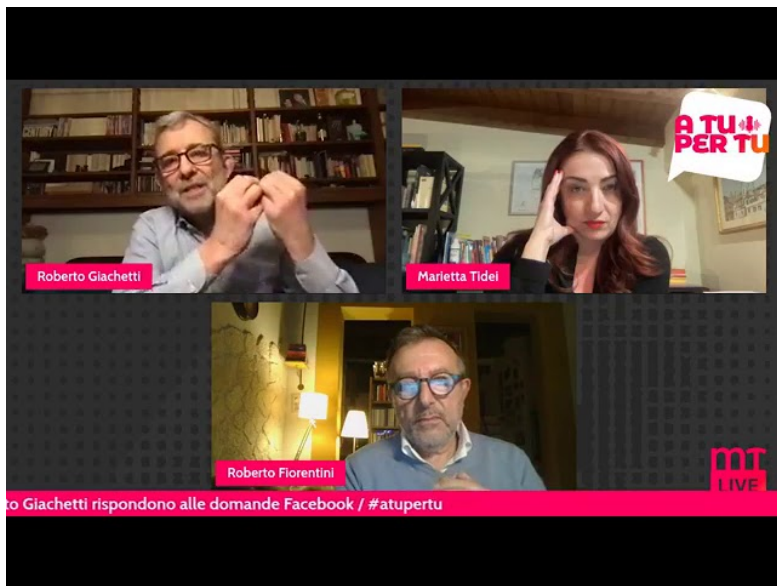 A TU
PER TU
Roberto Giachetti
Marietta Tidei
Roberto Fiorentini
MT
LIVE
to Giachetti rispondono alle domande Facebook / #atupertu